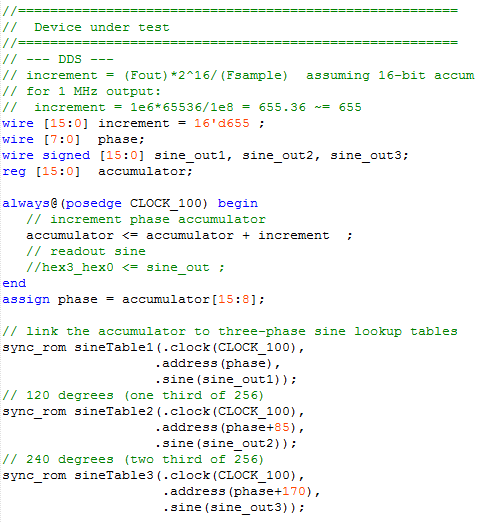 //=======================================================
//  Device under test
//=======================================================
// --- DDS ---
// increment = (Fout)*2^16/(Fsample)  assuming 16-bit accum
// for 1 MHz output:
//  increment = 1e6*65536/1e8 = 655.36 ~= 655
wire [15:0] increment = 16'd655 ;
wire [7:0]  phase;
wire signed [15:0] sine_out1, sine_out2, sine_out3;
reg [15:0]  accumulator;
always@(posedge CLOCK_100) begin
   // increment phase accumulator
   accumulator <= accumulator + increment  ;
   // readout sine
   //hex3_hex0 <= sine_out ;
end
assign phase = accumulator[15:8];
// link the accumulator to three-phase sine lookup tables
sync_rom sineTable1(.clock(CLOCK_100),
                   .address(phase),
                   .sine(sine_out1));
// 120 degrees (one third of 256)
sync_rom sineTable2(.clock(CLOCK_100),
                   .address(phase+85),
                   .sine(sine_out2));
// 240 degrees (two third of 256)
sync_rom sineTable3(.clock(CLOCK_100),
                    .address(phase+170),
                    .sine(sine_out3));